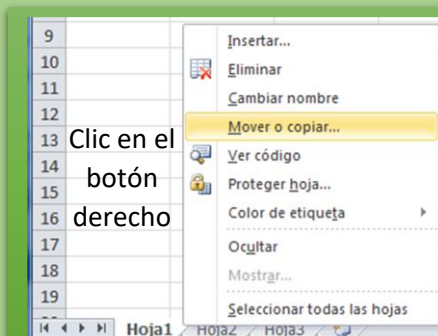 9
10
11
12
13
14
15
16
17
18
19
Clic en el
botón
derecho
Insertar...
Eliminar
Cambiar nombre
Mover o copiar...
Ver código
Proteger hoja...
Color de etiqueta
Ocultar
Mostrar...
Seleccionar todas las hojas
Hoja1 Hoja2 Hoja3